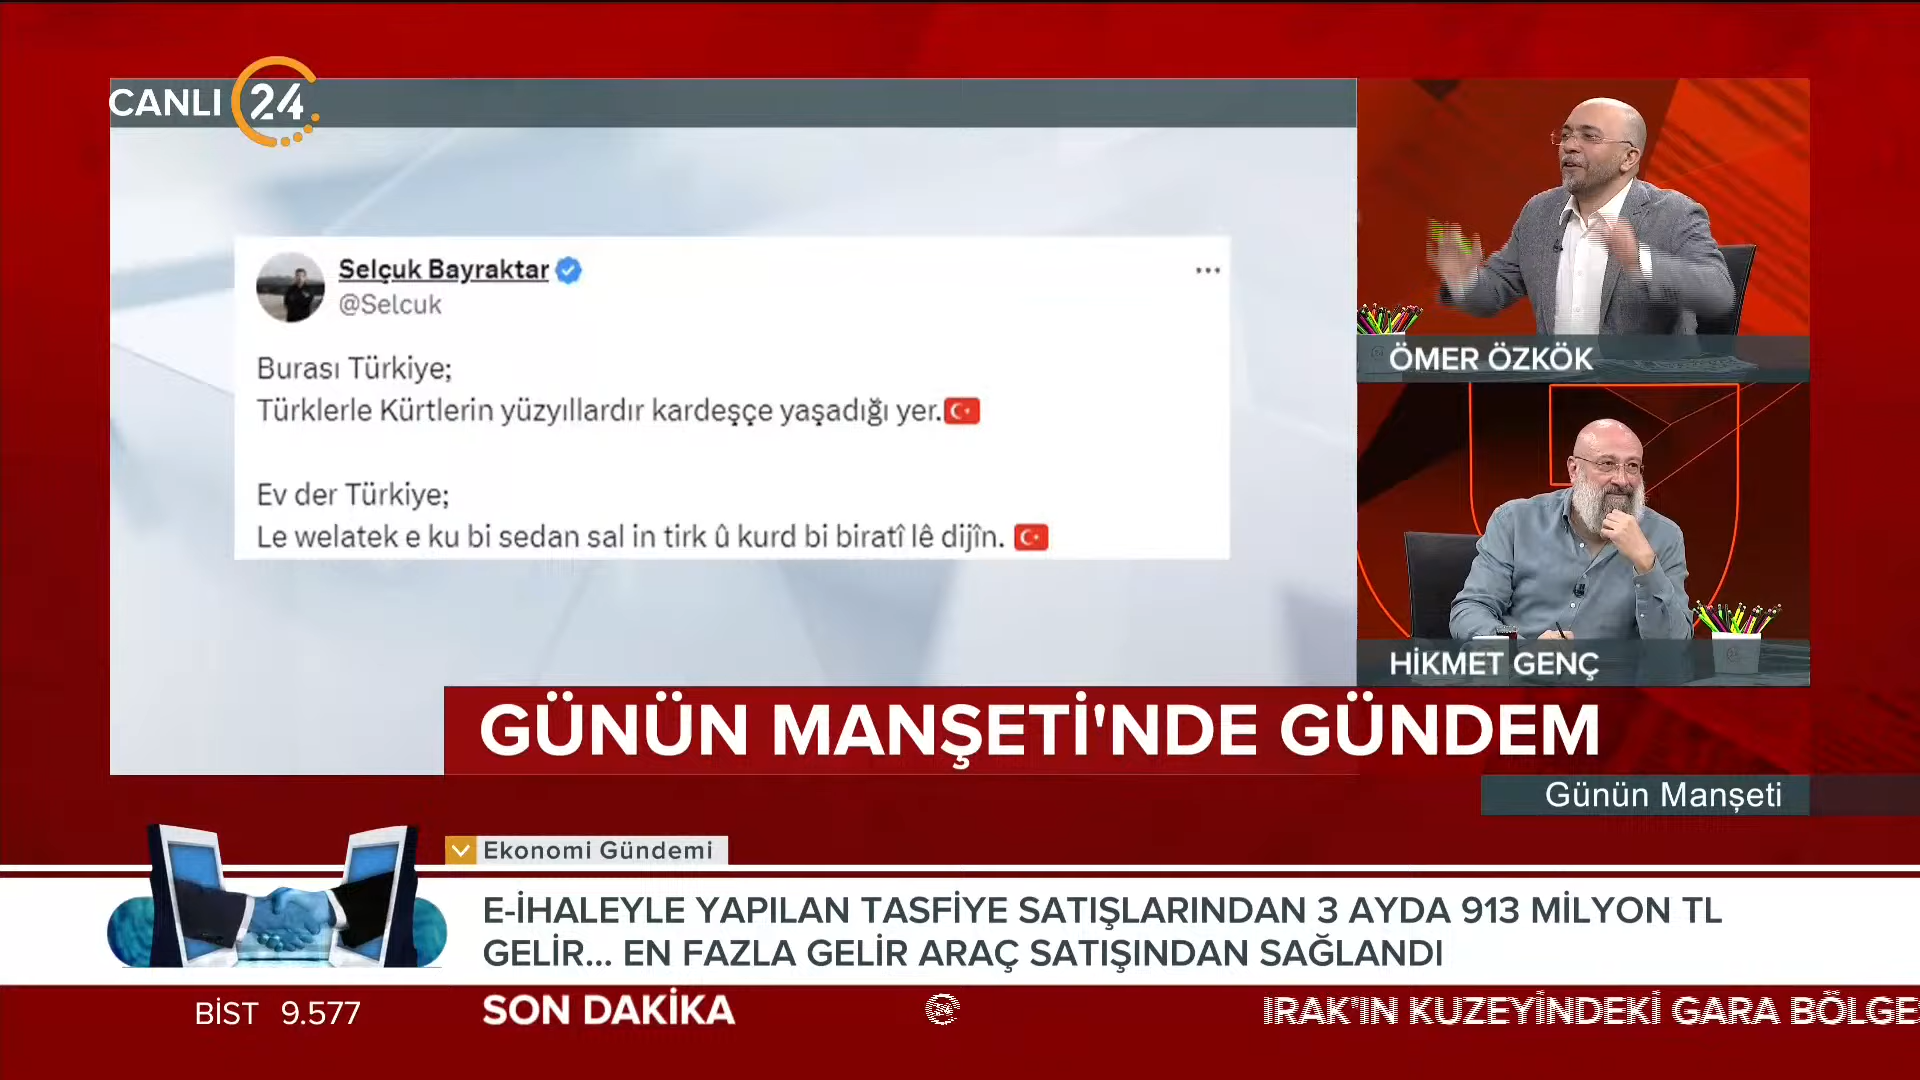 CANLI 24
Selçuk Bayraktar
@Selcuk
Burası Türkiye;
Türklerle Kürtlerin yüzyıllardır kardeşçe yaşadığı yer.
Ev der Türkiye;
Le welatek e ku bi sedan sal in tirk û kurd bi biratî lê dijîn.
ÖMER ÖZKÖK
HİKMET GENÇ
GÜNÜN MANŞETİ'NDE GÜNDEM
Günün Manşeti
Ekonomi Gündemi
E-İHALEYLE YAPILAN TASFİYE SATIŞLARINDAN 3 AYDA 913 MİLYON TL
GELİR... EN FAZLA GELİR ARAÇ SATIŞINDAN SAĞLANDI
BİST 9.577
SON DAKİKA
IRAK'IN KUZEYİNDEKİ GARA BÖLGES